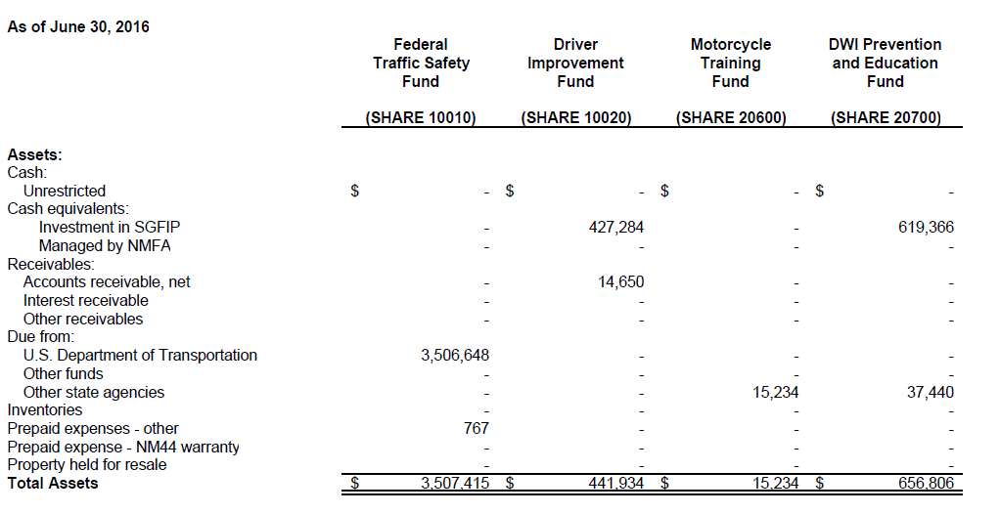 As of June 30, 2016
Federal Driver Motorcycle DWI Prevention
Traffic Safety Improvement Training and Education
Fund Fund Fund Fund
(SHARE 10010) (SHARE 10020) (SHARE 20600) (SHARE 20700)
Assets:
Cash:
Unrestricted $ - $ - $ - $ -
Cash equivalents:
Investment in SGFIP - 427,284 - 619,366
Managed by NMFA - - - -
Receivables:
Accounts receivable, net - 14,650 - -
Interest receivable - - - -
Other receivables - - - -
Due from:
U.S. Department of Transportation 3,506,648 - - -
Other funds - - - -
Other state agencies - - 15,234 37,440
Inventories - - - -
Prepaid expenses - other 767 - - -
Prepaid expense - NM44 warranty - - - -
Property held for resale - - - -
Total Assets $ 3,507,415 $ 441,934 $ 15,234 $ 656,806